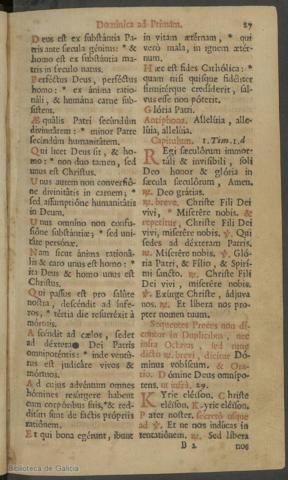 Dominica ad Primam. 27
Deus est ex substántia Pa-
tris ante sæcula génitus: * &
homo est ex substántia ma-
tris in sæculo natus.
Perféctus Deus, perféctus
homo: * ex ánima rationá-
li, & humána carne sub-
sístens.
Æquális Patri secúndùm
divinitátem: * minor Patre
secúndùm humanitátem.
Qui licet Deus sit, & ho-
mo: * non duo tamen, sed
unus est Christus.
Unus autem non conversió-
ne divinitátis in carnem; *
sed assumptióne humanitátis
in Deum.
Unus omnino non confu-
sióne substántiæ; * sed uni-
táte persónæ.
Nam sicut ánima rationá-
lis & caro unus est homo: *
ita Deus & homo unus est
Christus.
Qui passus est pro salúte
nostra, descéndit ad ínfe-
ros, * tértia die resurréxit à
mórtuis.
Ascéndit ad cælos, sedet
ad déxteram Dei Patris
omnipoténtis: * inde ventú-
rus est judicáre vivos &
mórtuos.
Ad cujus advéntum omnes
hómines resúrgere habent
cum corpóribus suis, * & red-
ditúri sunt de factis própriis
ratiónem.
Et qui bona egérunt, ibunt
in vitam ætérnam, * qui
verò mala, in ignem ætér-
num.
Hæc est fides Cathólica: *
quam nisi quisque fidéliter
firmitérque credíderit, sal-
vus esse non póterit.
Glória Patri.
Antiphona. Allelúia, alle-
lúia, allelúia.
Capitulum. 1. Tim. 1. d
Regi sæculórum immor-
táli & invisíbili, soli
Deo honor & glória in
sæcula sæculórum, Amen.
℟. Deo grátias.
℟. breve. Christe Fili Dei
vivi, * Miserére nobis. &
repetitur, Christe Fili Dei
vivi, miserére nobis. ℣. Qui
sedes ad déxteram Patris.
℟. Miserére nobis. ℣. Gló-
ria Patri, & Fílio, & Spirí-
mi sancto. ℟. Christe Fili
Dei vivi, miserére nobis.
℣. Exúrge Christe, ádjuva
nos. ℟. Et líbera nos pro-
pter nomen tuum.
Sequentes Preces non di-
cuntur in Duplicibus, nec
infra Octavas, sed
dicto ℟. brevi, dicitur Dó-
minus vobíscum. & Ora-
tio. Dómine Deus omnípo-
tens. ut infrà. 29.
Kyrie eléison. Christe
eléison. Kyrie eléison.
Pater noster. secretò usque
ad ℣. Et ne nos indúcas in
tentatiónem. ℟. Sed líbera
D 2 nos
Biblioteca de Galicia